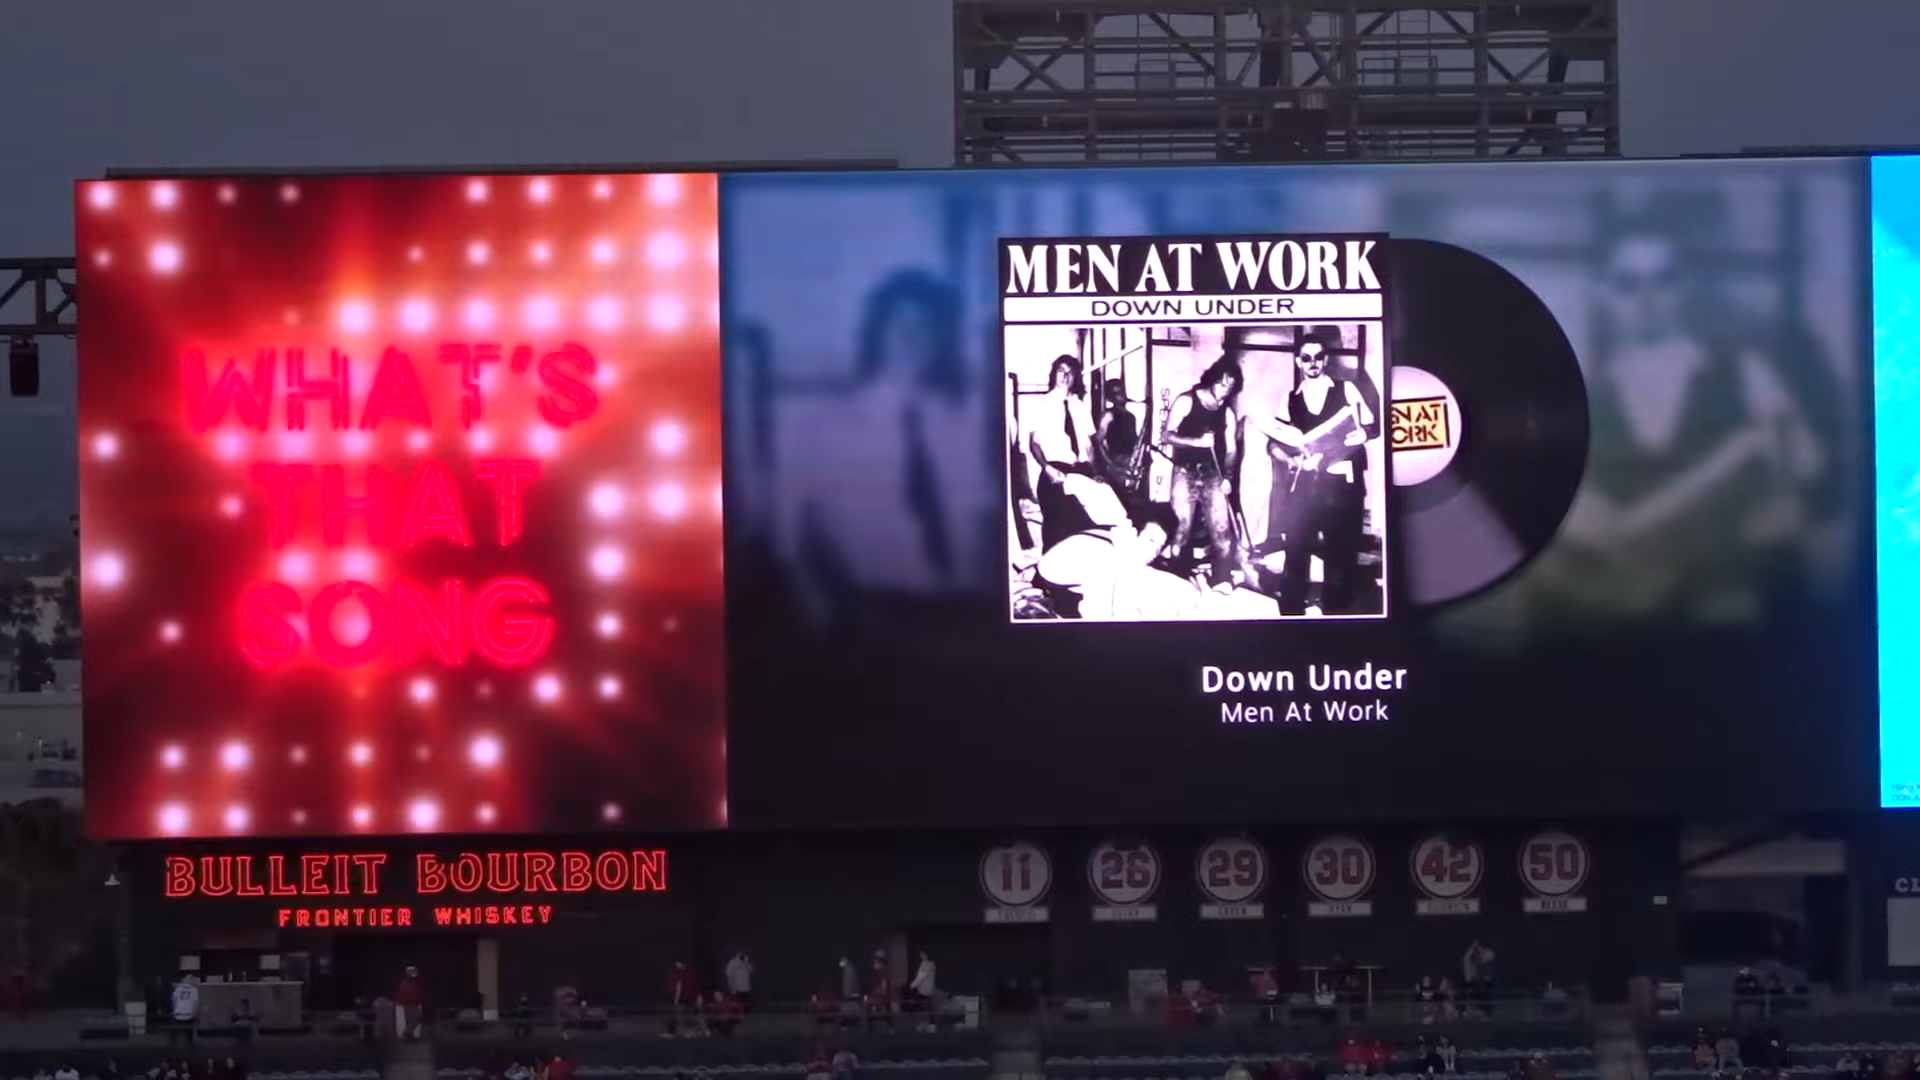 WHAT'S
THAT
SONG
MEN AT WORK
DOWN UNDER
Down Under
Men At Work
BULLEIT BOURBON
FRONTIER WHISKEY
11
26
29
30
42
50